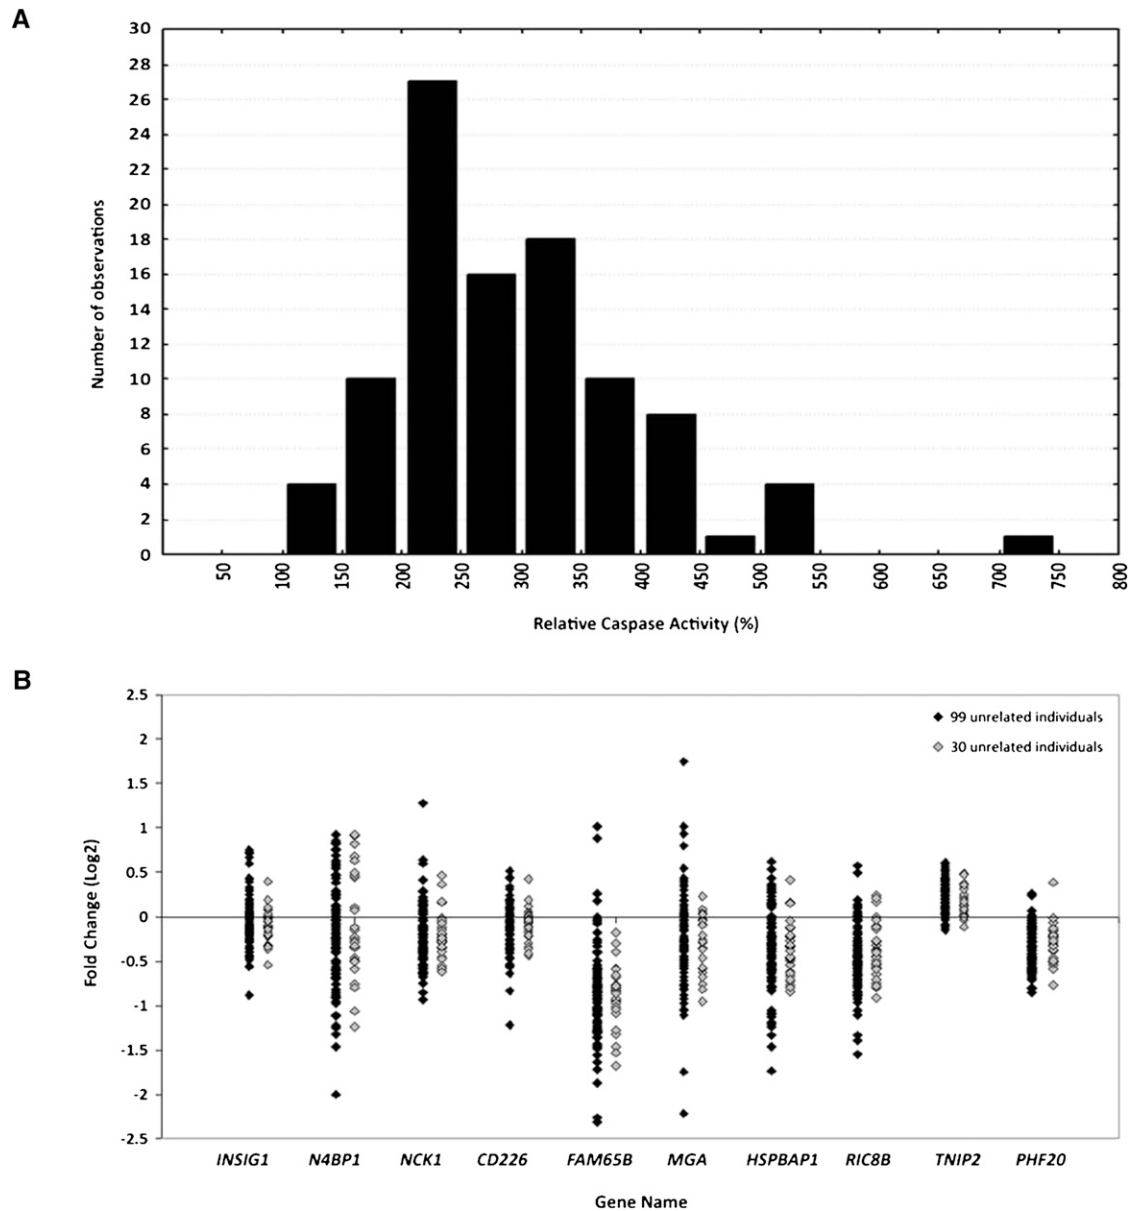 A
30
28
26
24
22
20
18
16
14
12
10
8
6
4
2
0
Number of observations
50 100 150 200 250 300 350 400 450 500 550 600 650 700 750 800
Relative Caspase Activity (%)
B
2.5
2
1.5
1
0.5
0
-0.5
-1
-1.5
-2
-2.5
Fold Change (Log2)
99 unrelated individuals
30 unrelated individuals
INSIG1 N4BP1 NCK1 CD226 FAM65B MGA HSPBAP1 RIC8B TNIP2 PHF20
Gene Name